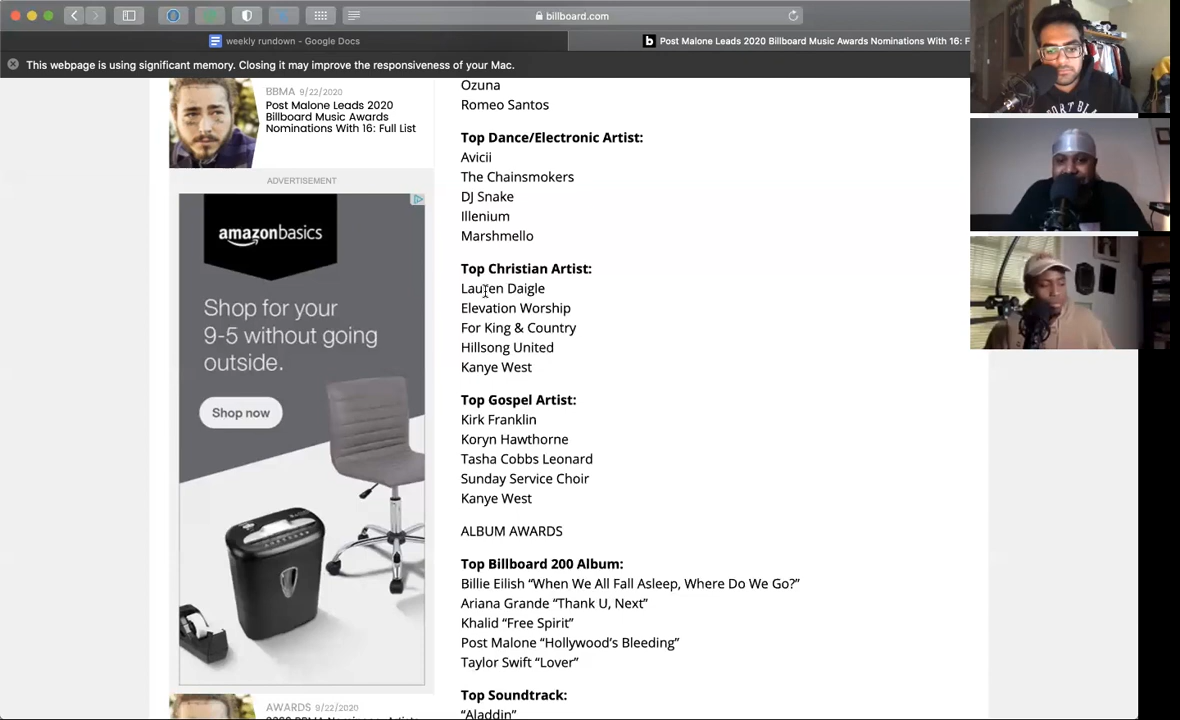 billboard.com
weekly rundown - Google Docs
b Post Malone Leads 2020 Billboard Music Awards Nominations With 16: F
This webpage is using significant memory. Closing it may improve the responsiveness of your Mac.
BBMA 9/22/2020
Post Malone Leads 2020
Billboard Music Awards
Nominations With 16: Full List
ADVERTISEMENT
amazonbasics
Shop for your
9-5 without going
outside.
Shop now
AWARDS 9/22/2020
Ozuna
Romeo Santos
Top Dance/Electronic Artist:
Avicii
The Chainsmokers
DJ Snake
Illenium
Marshmello
Top Christian Artist:
Lauren Daigle
Elevation Worship
For King & Country
Hillsong United
Kanye West
Top Gospel Artist:
Kirk Franklin
Koryn Hawthorne
Tasha Cobbs Leonard
Sunday Service Choir
Kanye West
ALBUM AWARDS
Top Billboard 200 Album:
Billie Eilish “When We All Fall Asleep, Where Do We Go?”
Ariana Grande “Thank U, Next”
Khalid “Free Spirit”
Post Malone “Hollywood’s Bleeding”
Taylor Swift “Lover”
Top Soundtrack:
“Aladdin”